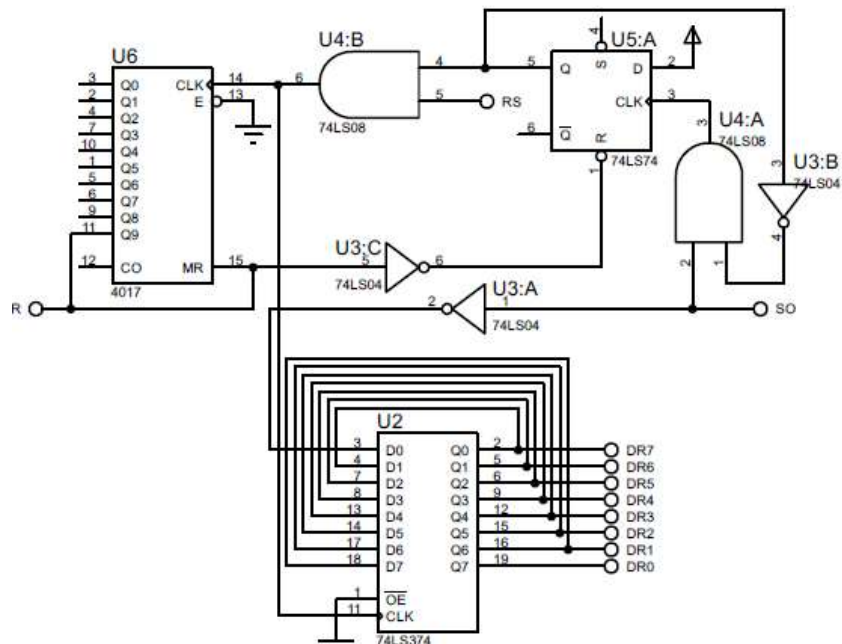 U6
3 Q0 CLK 14
2 Q1 E 13
4 Q2
7 Q3
10 Q4
1 Q5
5 Q6
6 Q7
9 Q8
11 Q9
12 CO MR 15
4017
R
U4:B
6
4
5 RS
74LS08
4
U5:A
5 Q S D 2
CLK 3
6 Q R
1
74LS74
U4:A
3
74LS08
2
1
U3:B
3
74LS04
4
U3:C
5 6
74LS04
U3:A
2 1
74LS04
SO
U2
3 D0 Q0 2 DR7
4 D1 Q1 5 DR6
7 D2 Q2 6 DR5
8 D3 Q3 9 DR4
13 D4 Q4 12 DR3
14 D5 Q5 15 DR2
17 D6 Q6 16 DR1
18 D7 Q7 19 DR0
1 OE
11 CLK
74LS374